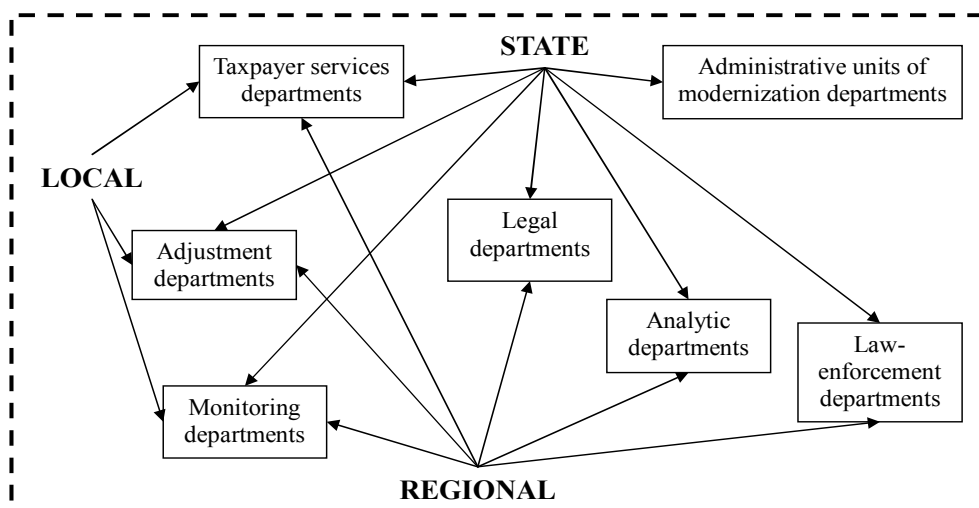 STATE
Taxpayer services
departments
Administrative units of
modernization departments
LOCAL
Legal
departments
Adjustment
departments
Analytic
departments
Law-
enforcement
departments
Monitoring
departments
REGIONAL